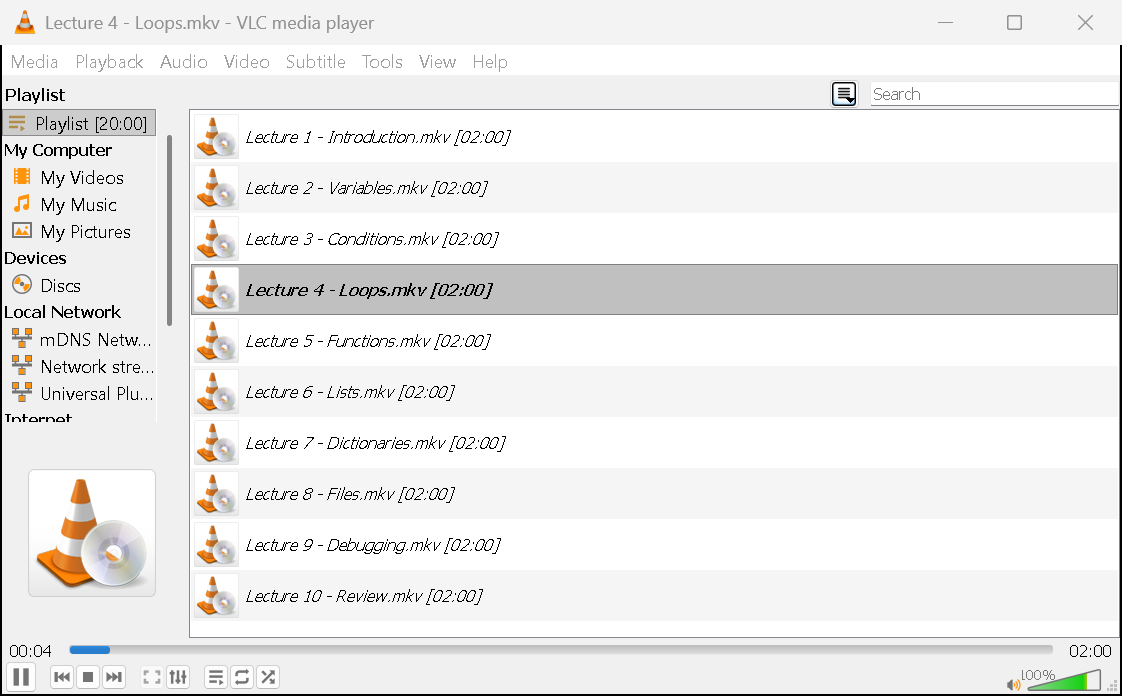 Lecture 4 - Loops.mkv - VLC media player
Media Playback Audio Video Subtitle Tools View Help
Playlist
Search
Playlist [20:00]
My Computer
My Videos
My Music
My Pictures
Devices
Discs
Local Network
mDNS Netw...
Network stre...
Universal Plu...
Internet
Lecture 1 - Introduction.mkv [02:00]
Lecture 2 - Variables.mkv [02:00]
Lecture 3 - Conditions.mkv [02:00]
Lecture 4 - Loops.mkv [02:00]
Lecture 5 - Functions.mkv [02:00]
Lecture 6 - Lists.mkv [02:00]
Lecture 7 - Dictionaries.mkv [02:00]
Lecture 8 - Files.mkv [02:00]
Lecture 9 - Debugging.mkv [02:00]
Lecture 10 - Review.mkv [02:00]
00:04
02:00
100%